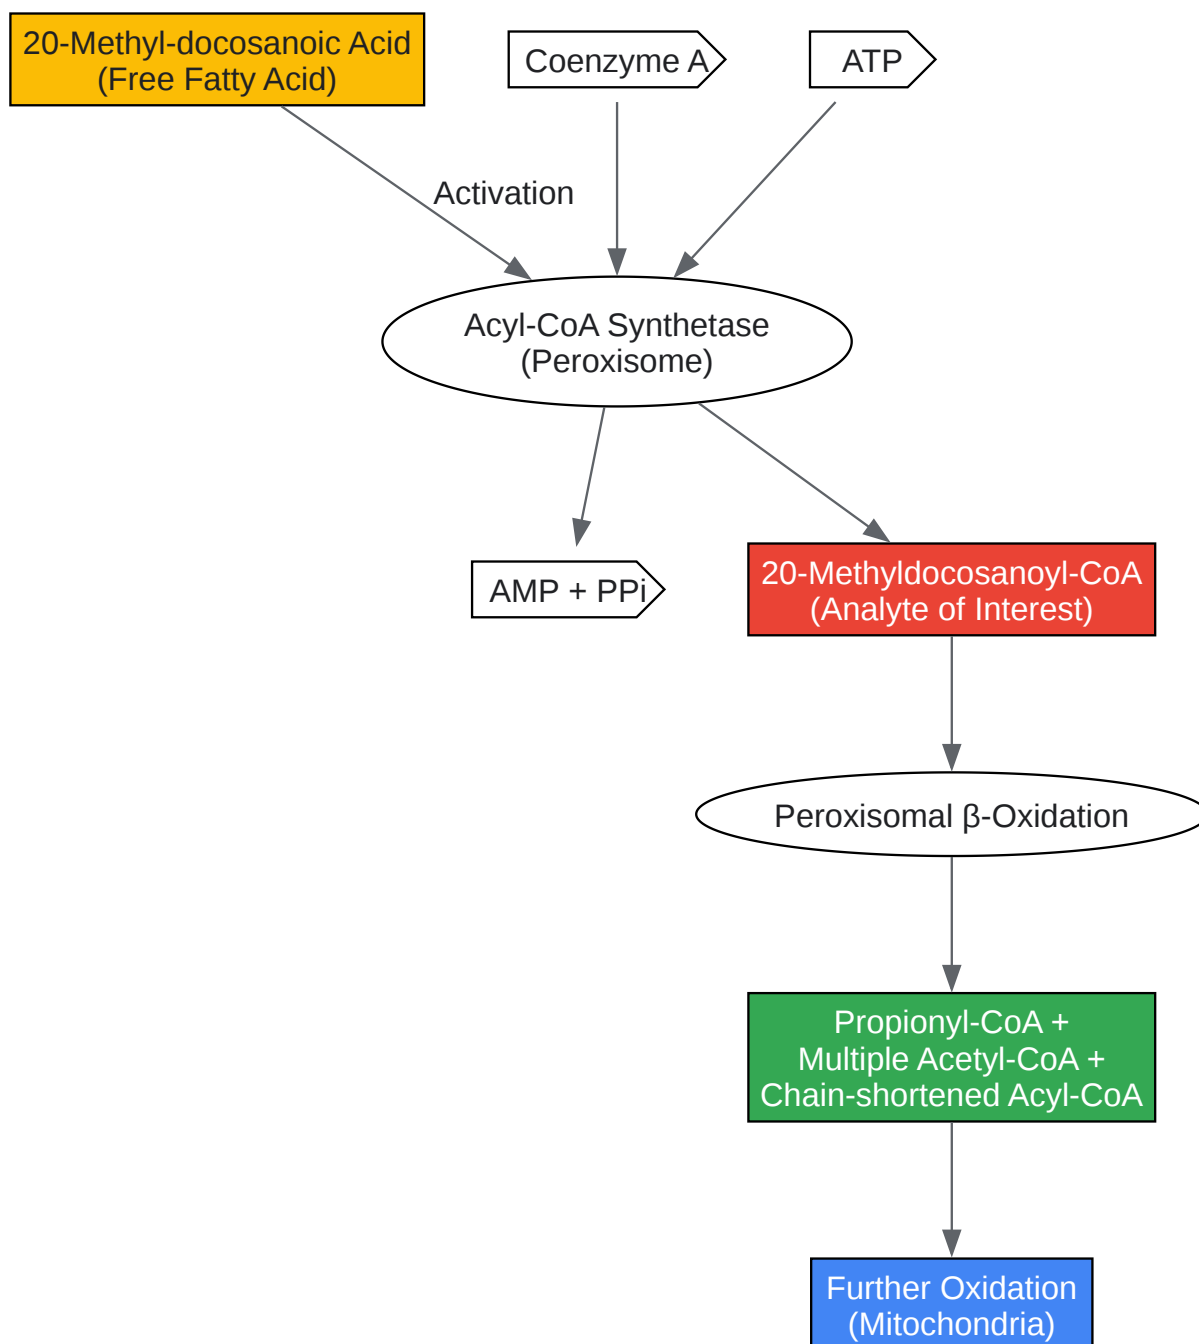 20-Methyl-docosanoic Acid
(Free Fatty Acid)
Coenzyme A
ATP
Activation
Acyl-CoA Synthetase
(Peroxisome)
AMP + PPi
20-Methyldocosanoyl-CoA
(Analyte of Interest)
Peroxisomal β-Oxidation
Propionyl-CoA +
Multiple Acetyl-CoA +
Chain-shortened Acyl-CoA
Further Oxidation
(Mitochondria)